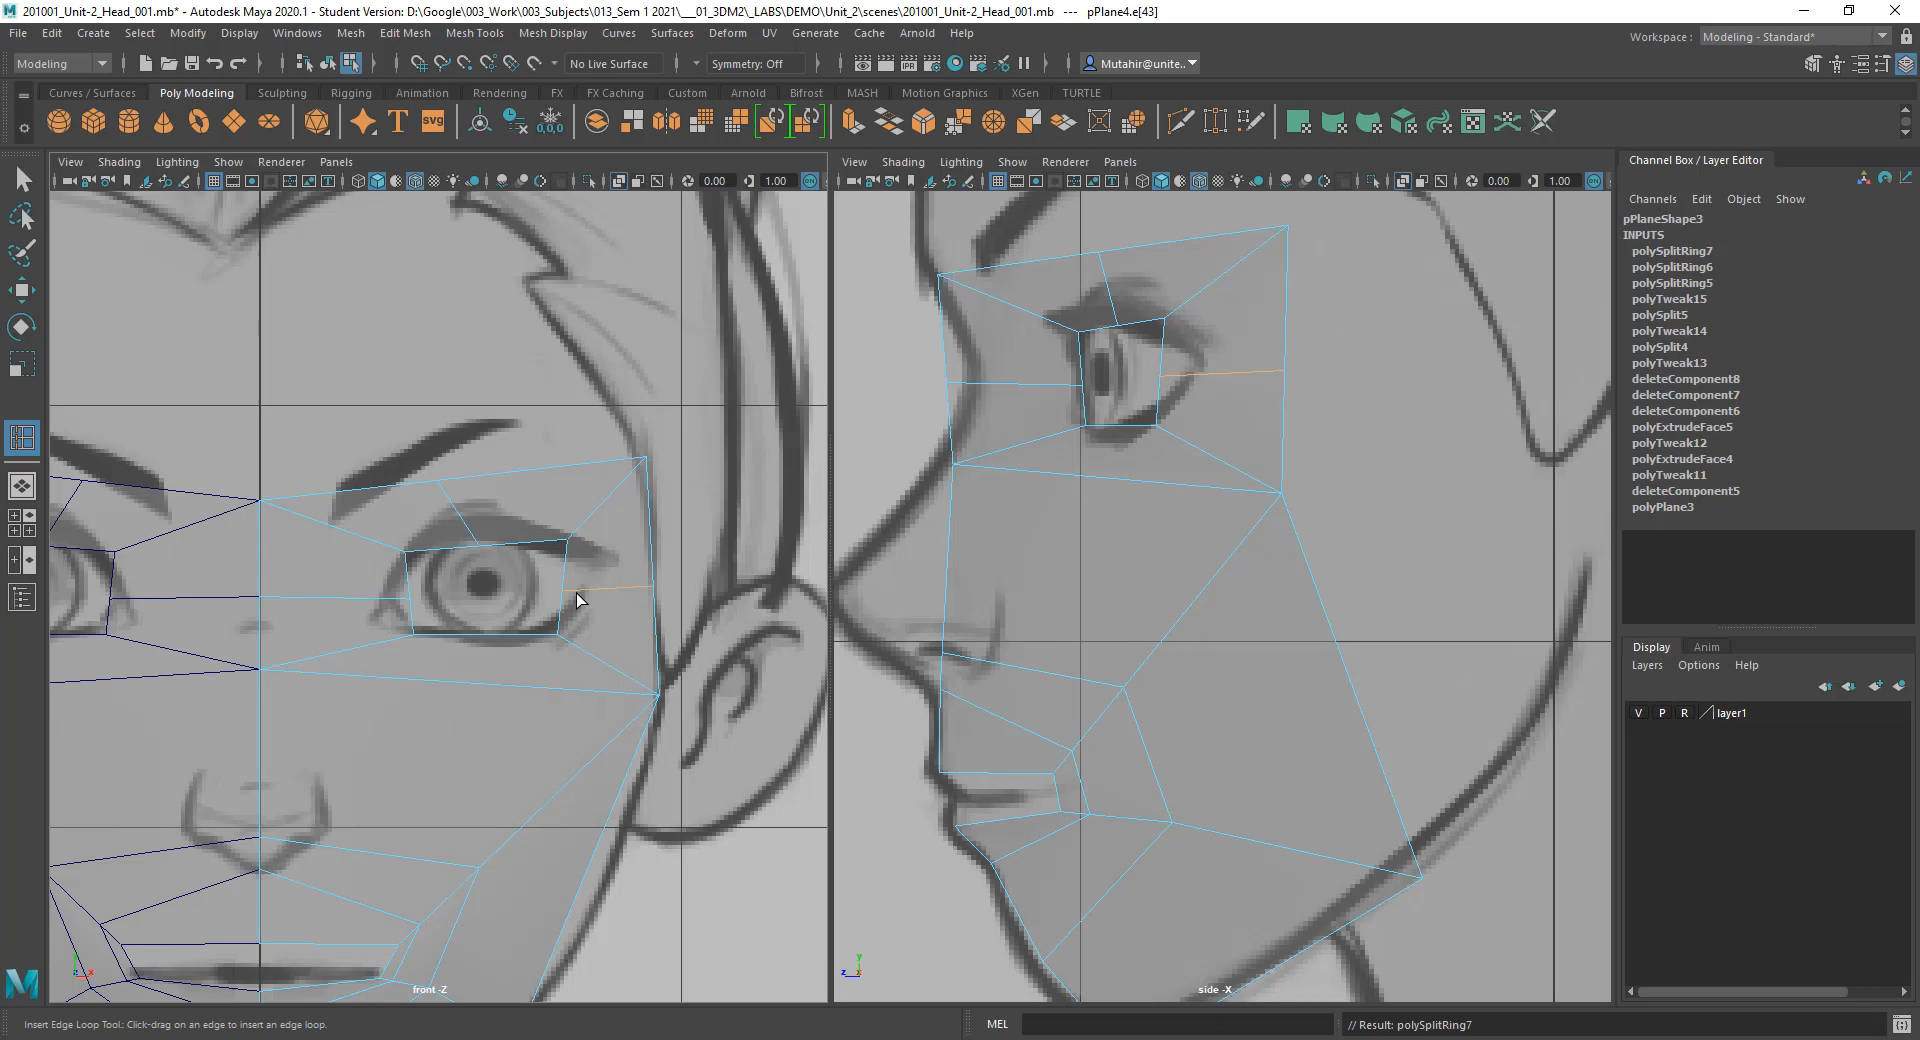 201001_Unit-2_Head_001.mb* - Autodesk Maya 2020.1 - Student Version: D:\Google\003_Work\003_Subjects\013_Sem 1 2021\___01_3DM2\_LABS\DEMO\Unit_2\scenes\201001_Unit-2_Head_001.mb   ---   pPlane4.e[43]
File Edit Create Select Modify Display Windows Mesh Edit Mesh Mesh Tools Mesh Display Curves Surfaces Deform UV Generate Cache Arnold Help
Workspace : Modeling - Standard*
Modeling
No Live Surface
Symmetry: Off
IPR
Mutahir@unite..
Curves / Surfaces Poly Modeling Sculpting Rigging Animation Rendering FX FX Caching Custom Arnold Bifrost MASH Motion Graphics XGen TURTLE
T svg 0,0,0
View Shading Lighting Show Renderer Panels
0.00 1.00
View Shading Lighting Show Renderer Panels
0.00 1.00
front -Z
side -X
Channel Box / Layer Editor
Channels Edit Object Show
pPlaneShape3
INPUTS
polySplitRing7
polySplitRing6
polySplitRing5
polyTweak15
polySplit5
polyTweak14
polySplit4
polyTweak13
deleteComponent8
deleteComponent7
deleteComponent6
polyExtrudeFace5
polyTweak12
polyExtrudeFace4
polyTweak11
deleteComponent5
polyPlane3
Display Anim
Layers Options Help
V P R layer1
Insert Edge Loop Tool: Click-drag on an edge to insert an edge loop.
MEL
// Result: polySplitRing7